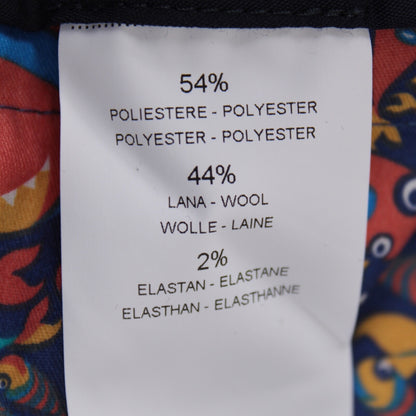 54%
POLIESTERE - POLYESTER
POLYESTER - POLYESTER
44%
LANA - WOOL
WOLLE - LAINE
2%
ELASTAN - ELASTANE
ELASTHAN - ELASTHANNE